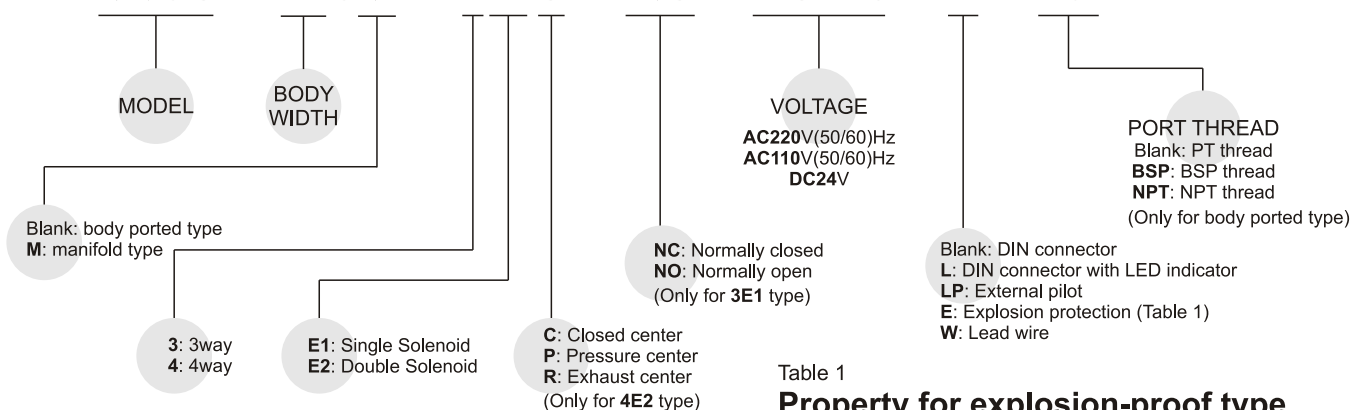 MODEL
BODY
WIDTH
VOLTAGE
AC220V(50/60)Hz
AC110V(50/60)Hz
DC24V
PORT THREAD
Blank: PT thread
BSP: BSP thread
NPT: NPT thread
(Only for body ported type)
Blank: body ported type
M: manifold type
NC: Normally closed
NO: Normally open
(Only for 3E1 type)
Blank: DIN connector
L: DIN connector with LED indicator
LP: External pilot
E: Explosion protection (Table 1)
W: Lead wire
3: 3way
4: 4way
E1: Single Solenoid
E2: Double Solenoid
C: Closed center
P: Pressure center
R: Exhaust center
(Only for 4E2 type)
Table 1
Property for explosion-proof type